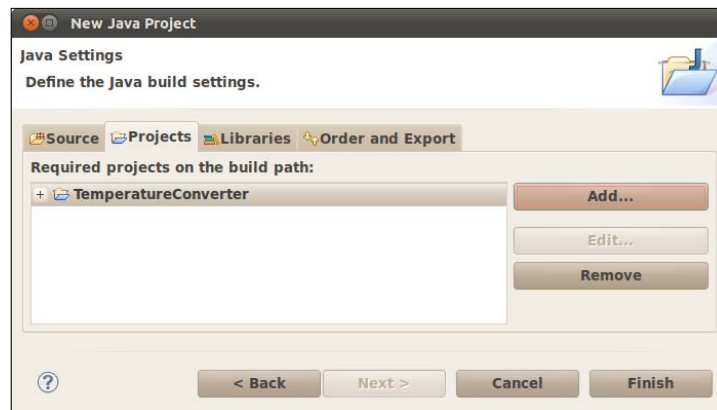 New Java Project
Java Settings
Define the Java build settings.
Source Projects Libraries Order and Export
Required projects on the build path:
TemperatureConverter
Add...
Edit...
Remove
< Back Next > Cancel Finish